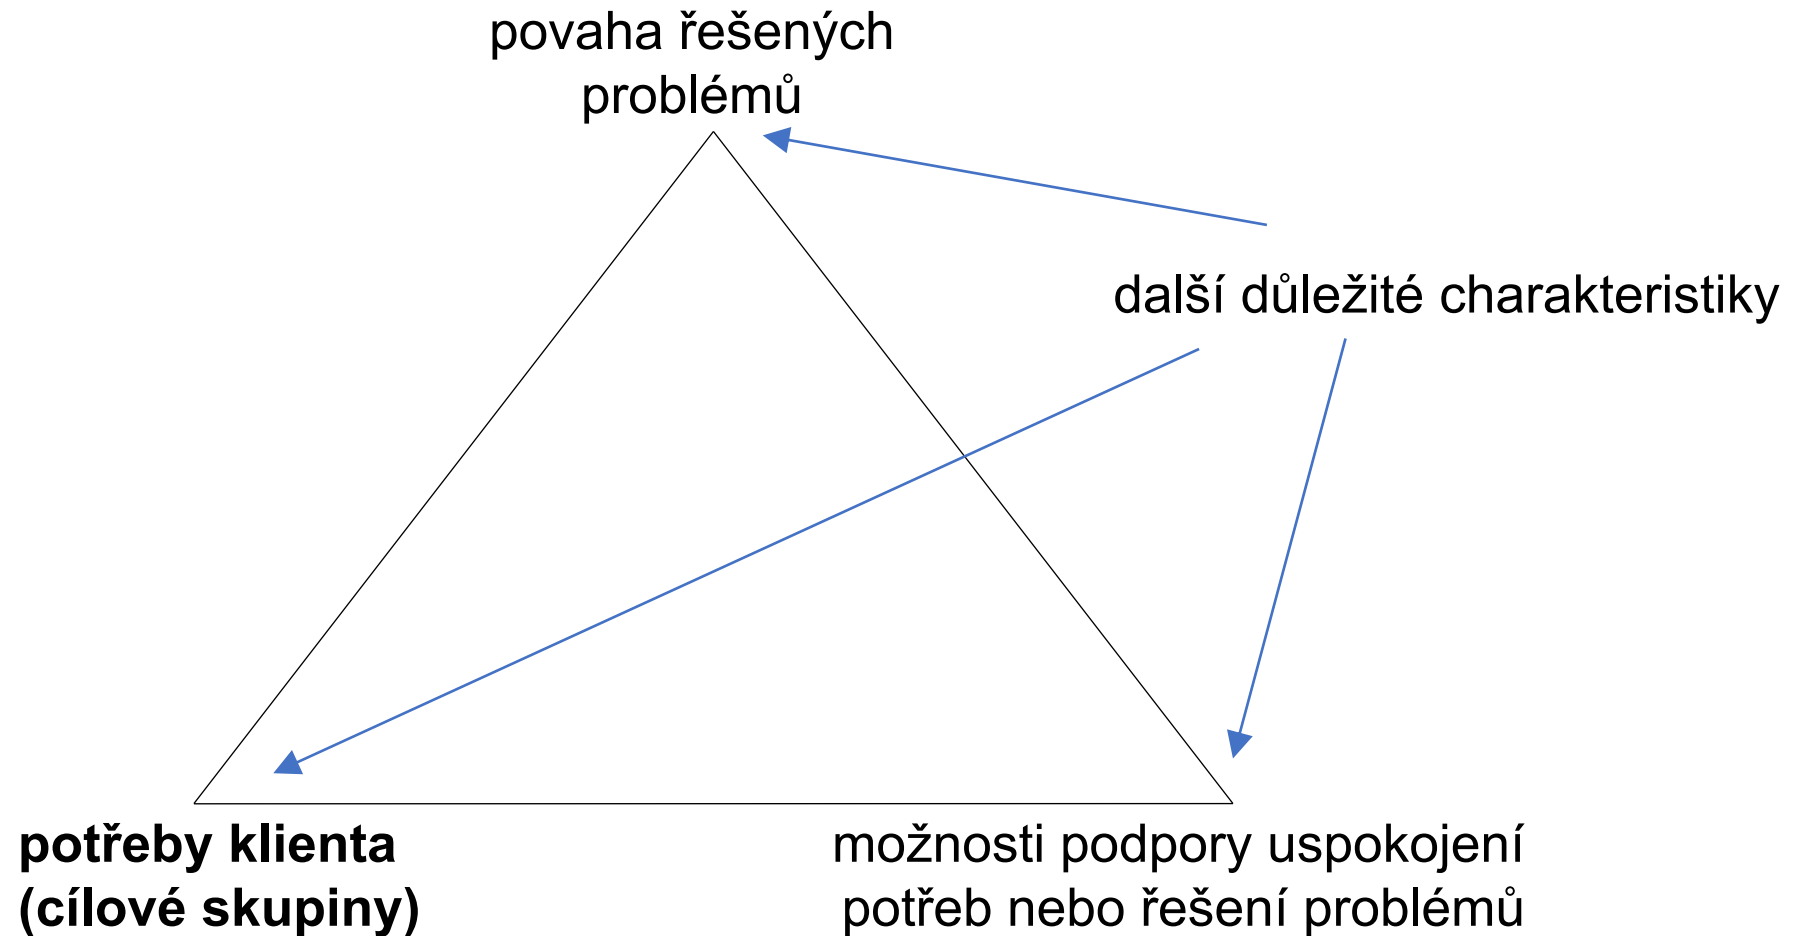 povaha řešených
problémů
další důležité charakteristiky
potřeby klienta
(cílové skupiny)
možnosti podpory uspokojení
potřeb nebo řešení problémů